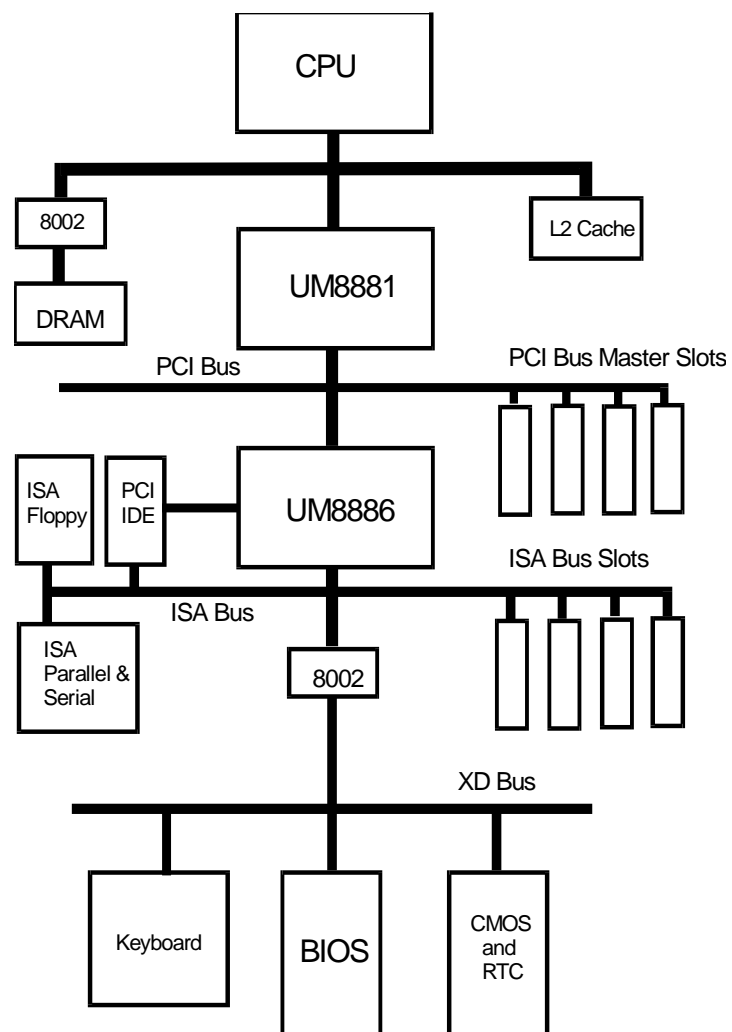 CPU
8002
L2 Cache
DRAM
UM8881
PCI Bus
PCI Bus Master Slots
ISA
Floppy
PCI
IDE
UM8886
ISA Bus
ISA Bus Slots
ISA
Parallel &
Serial
8002
XD Bus
Keyboard
BIOS
CMOS
and
RTC